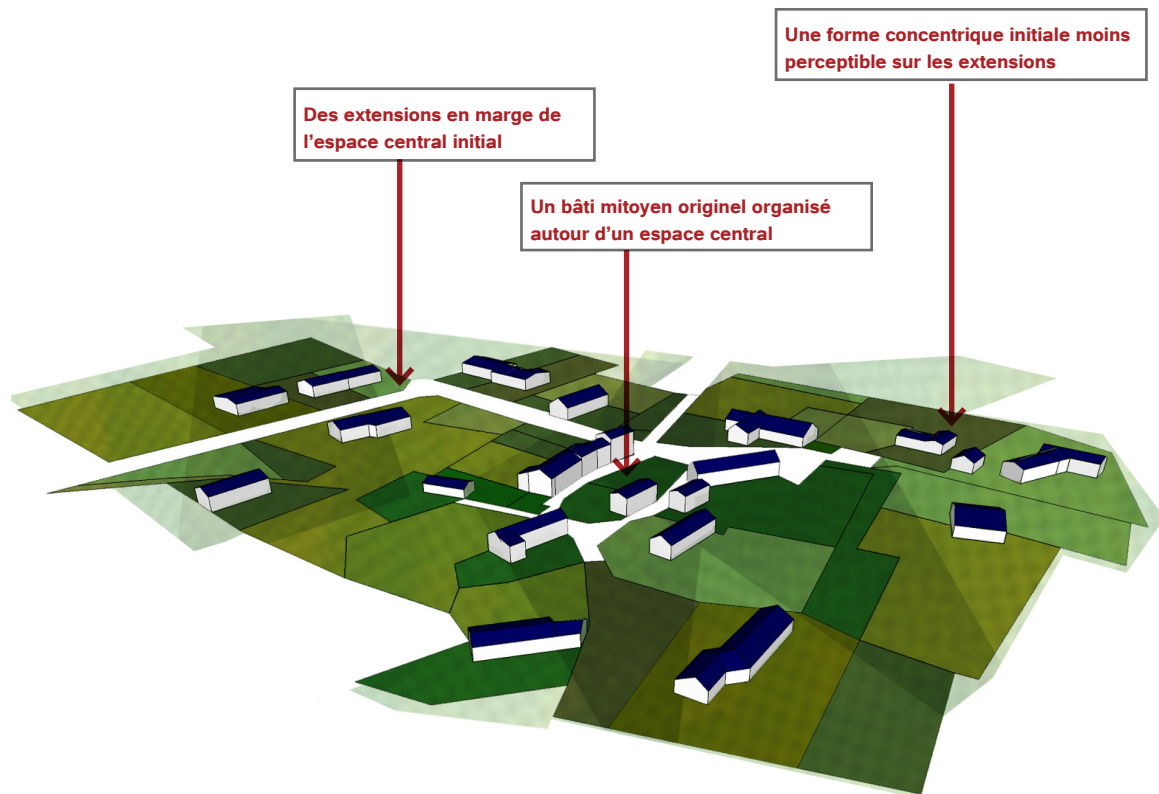 Une forme concentrique initiale moins
perceptible sur les extensions
Des extensions en marge de
l’espace central initial
Un bâti mitoyen originel organisé
autour d’un espace central